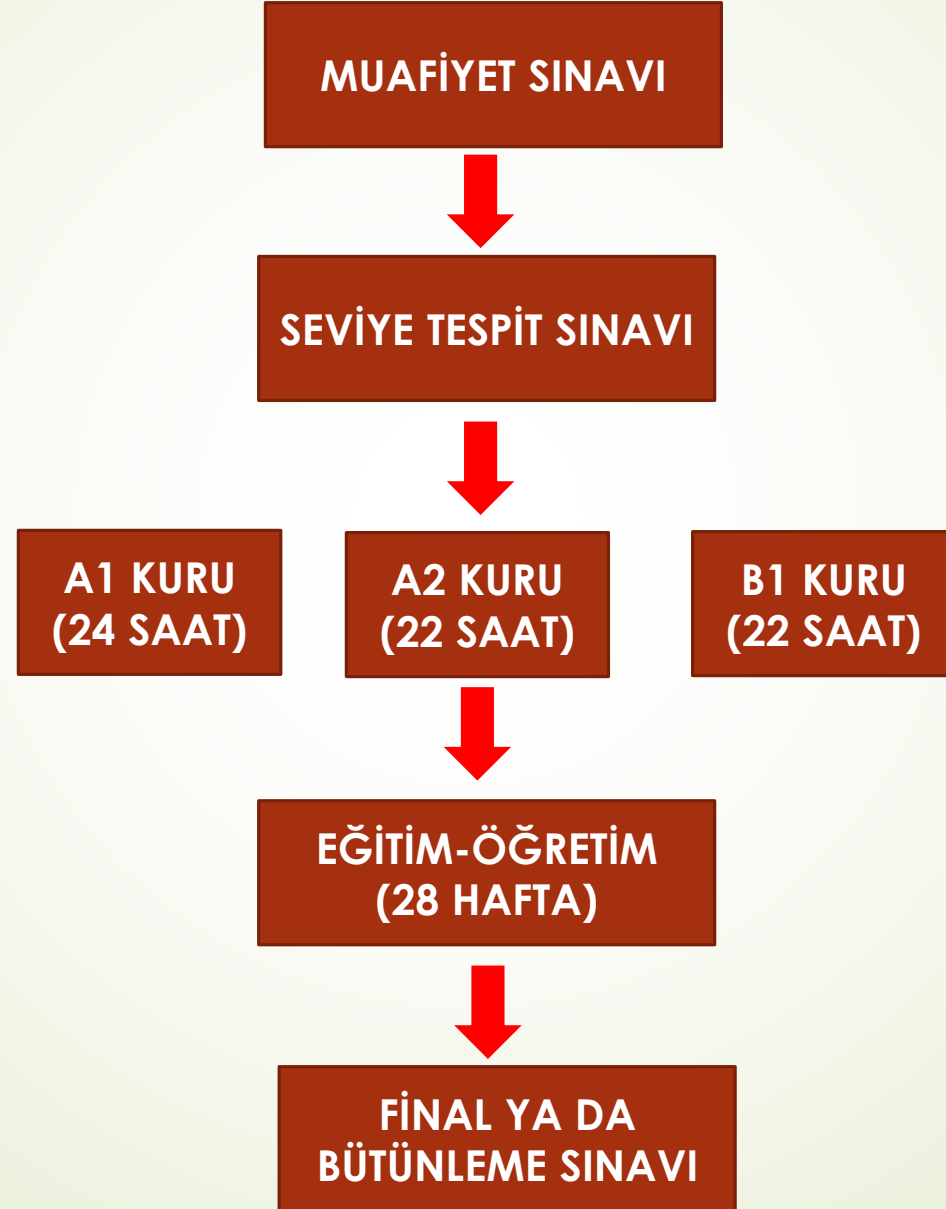 MUAFİYET SINAVI
SEVİYE TESPİT SINAVI
A1 KURU
(24 SAAT)
A2 KURU
(22 SAAT)
B1 KURU
(22 SAAT)
EĞİTİM-ÖĞRETİM
(28 HAFTA)
FİNAL YA DA
BÜTÜNLEME SINAVI